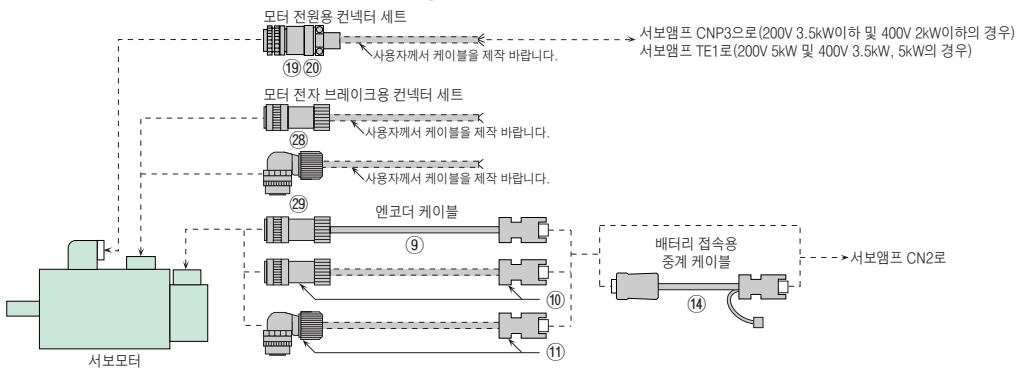 모터 전원용 컨넥터 세트
사용자께서 케이블을 제작 바랍니다.
⑲ ⑳
서보앰프 CNP3으로(200V 3.5kW이하 및 400V 2kW이하의 경우)
서보앰프 TE1로(200V 5kW 및 400V 3.5kW, 5kW의 경우)
모터 전자 브레이크용 컨넥터 세트
사용자께서 케이블을 제작 바랍니다.
㉘
사용자께서 케이블을 제작 바랍니다.
㉙
엔코더 케이블
⑨
⑩
⑪
배터리 접속용
중계 케이블
⑭
서보앰프 CN2로
서보모터